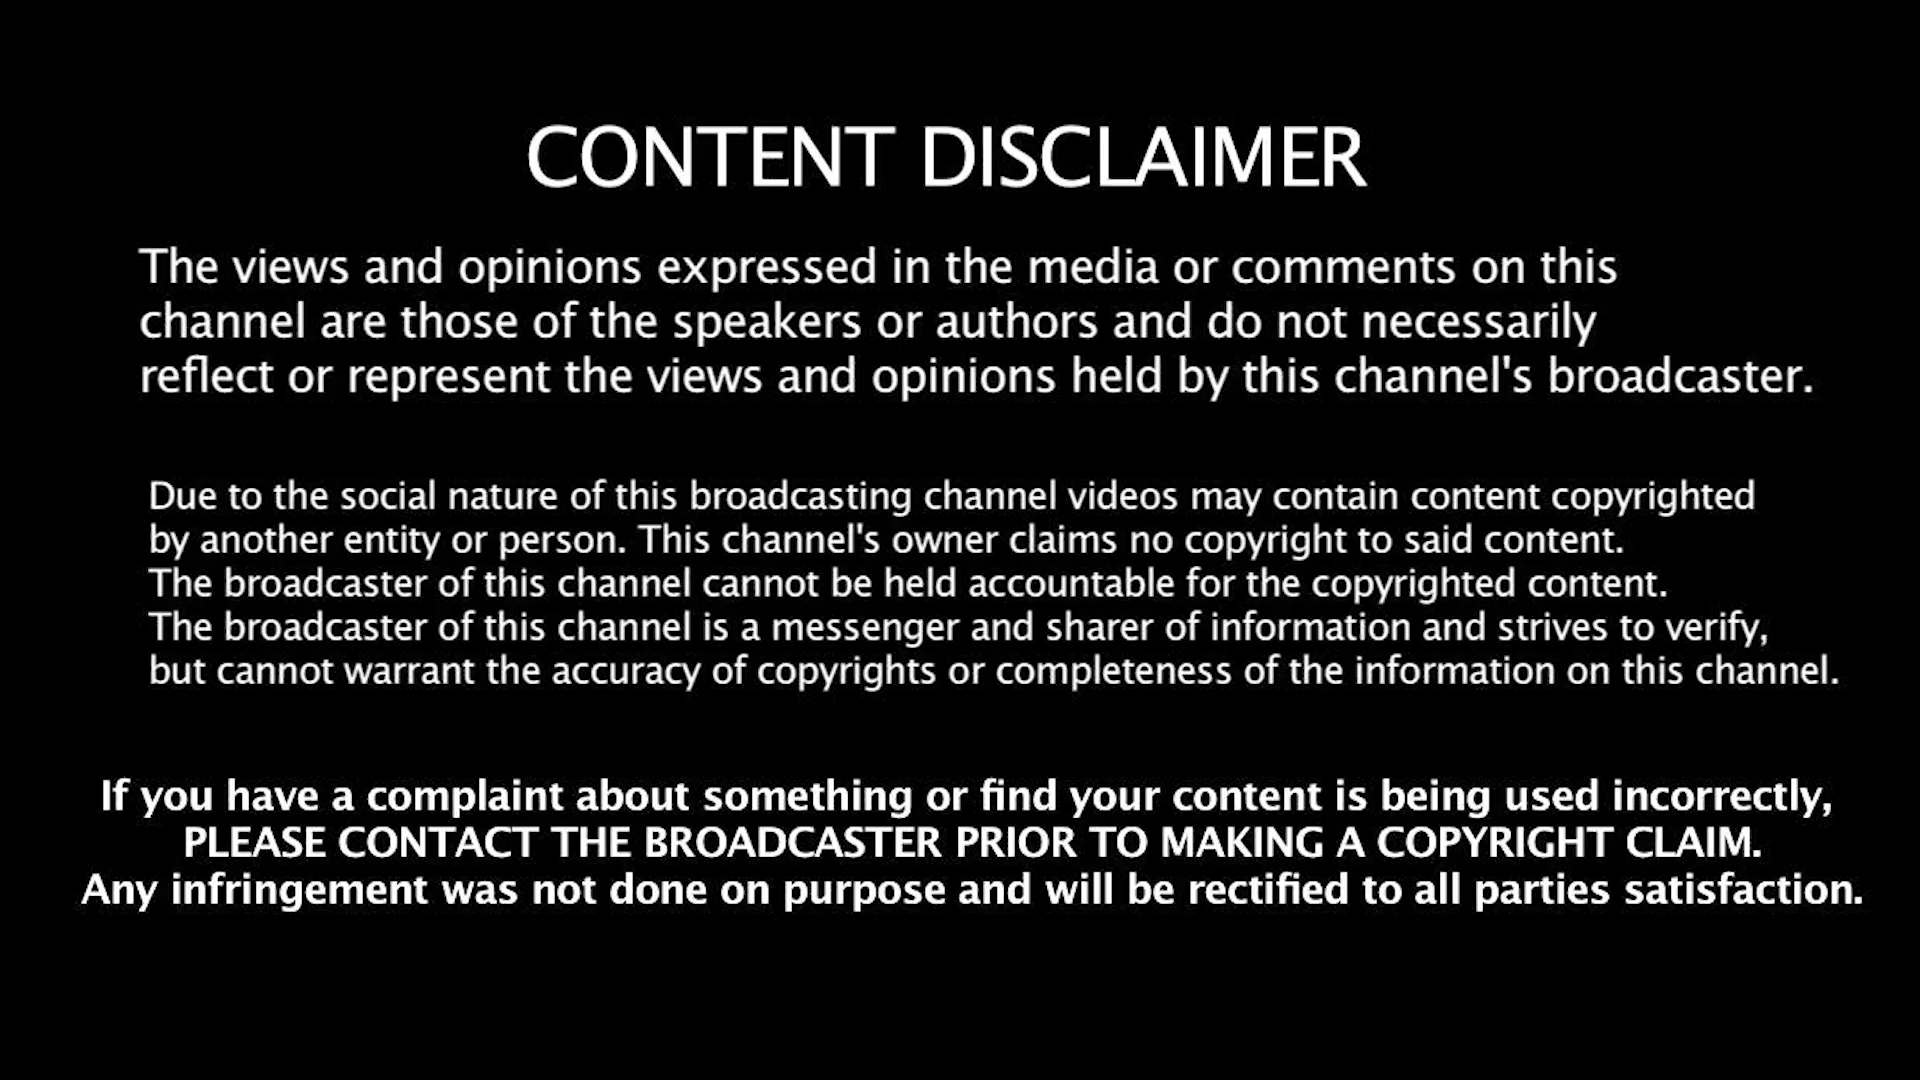 CONTENT DISCLAIMER
The views and opinions expressed in the media or comments on this
channel are those of the speakers or authors and do not necessarily
reflect or represent the views and opinions held by this channel's broadcaster.
Due to the social nature of this broadcasting channel videos may contain content copyrighted
by another entity or person. This channel's owner claims no copyright to said content.
The broadcaster of this channel cannot be held accountable for the copyrighted content.
The broadcaster of this channel is a messenger and sharer of information and strives to verify,
but cannot warrant the accuracy of copyrights or completeness of the information on this channel.
If you have a complaint about something or find your content is being used incorrectly,
PLEASE CONTACT THE BROADCASTER PRIOR TO MAKING A COPYRIGHT CLAIM.
Any infringement was not done on purpose and will be rectified to all parties satisfaction.